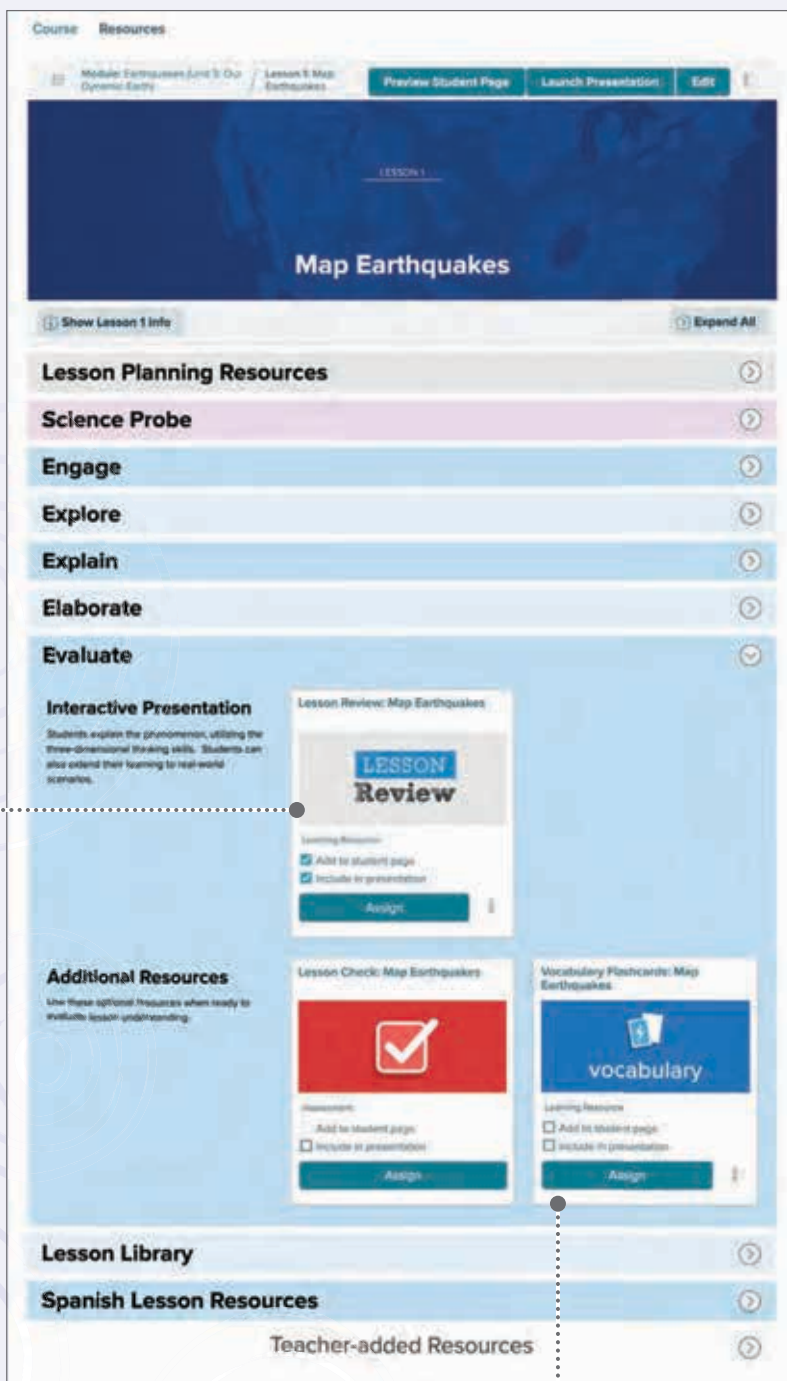 Course Resources
Module: Earthquakes (Unit 1: Our / Lesson 1: Map
Dynamic Earth) Earthquakes
Preview Student Page Launch Presentation Edit
LESSON 1
Map Earthquakes
Show Lesson 1 Info Expand All
Lesson Planning Resources
Science Probe
Engage
Explore
Explain
Elaborate
Evaluate
Interactive Presentation
Students explain the phenomenon, utilizing the
three-dimensional thinking skills. Students can
also extend their learning to real-world
scenarios.
Lesson Review: Map Earthquakes
LESSON
Review
Learning Resource
Add to student page
Include in presentation
Assign
Additional Resources
Use these optional resources when ready to
evaluate lesson understanding.
Lesson Check: Map Earthquakes
Assessment
Add to student page
Include in presentation
Assign
Vocabulary Flashcards: Map
Earthquakes
vocabulary
Learning Resource
Add to student page
Include in presentation
Assign
Lesson Library
Spanish Lesson Resources
Teacher-added Resources